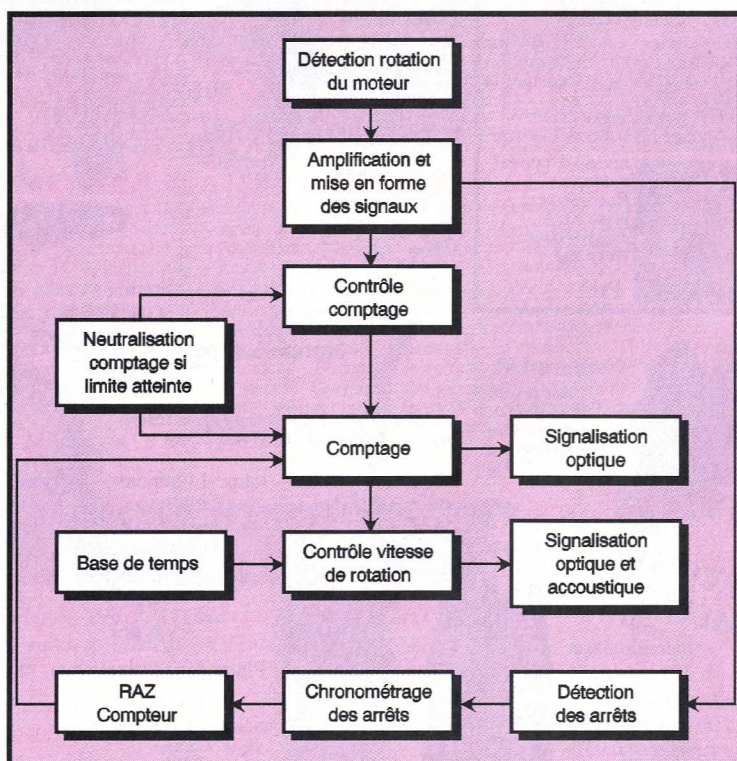 Détection rotation
du moteur
Amplification et
mise en forme
des signaux
Contrôle
comptage
Neutralisation
comptage si
limite atteinte
Comptage
Signalisation
optique
Base de temps
Contrôle vitesse
de rotation
Signalisation
optique et
accoustique
RAZ
Compteur
Chronométrage
des arrêts
Détection
des arrêts